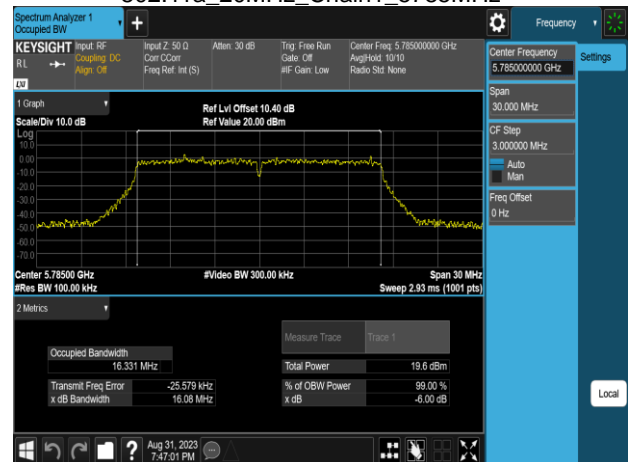 802.11a_20MHz_Chain1_5785MHz
Spectrum Analyzer 1
Occupied BW
Frequency
KEYSIGHT
RL
LXI
Input: RF
Coupling: DC
Align: Off
Input Z: 50 Ω
Corr CCorr
Freq Ref: Int (S)
Atten: 30 dB
Trig: Free Run
Gate: Off
#IF Gain: Low
Center Freq: 5.785000000 GHz
Avg|Hold: 10/10
Radio Std: None
Center Frequency
5.785000000 GHz
Settings
Span
30.000 MHz
CF Step
3.000000 MHz
Auto
Man
Freq Offset
0 Hz
Local
1 Graph
Scale/Div 10.0 dB
Ref Lvl Offset 10.40 dB
Ref Value 20.00 dBm
Log
10.0
0.00
-10.0
-20.0
-30.0
-40.0
-50.0
-60.0
-70.0
Center 5.78500 GHz
#Video BW 300.00 kHz
Span 30 MHz
#Res BW 100.00 kHz
Sweep 2.93 ms (1001 pts)
2 Metrics
Measure Trace
Trace 1
Occupied Bandwidth
16.331 MHz
Total Power
19.6 dBm
Transmit Freq Error
-25.579 kHz
% of OBW Power
99.00 %
x dB Bandwidth
16.08 MHz
x dB
-6.00 dB
?
Aug 31, 2023
7:47:01 PM